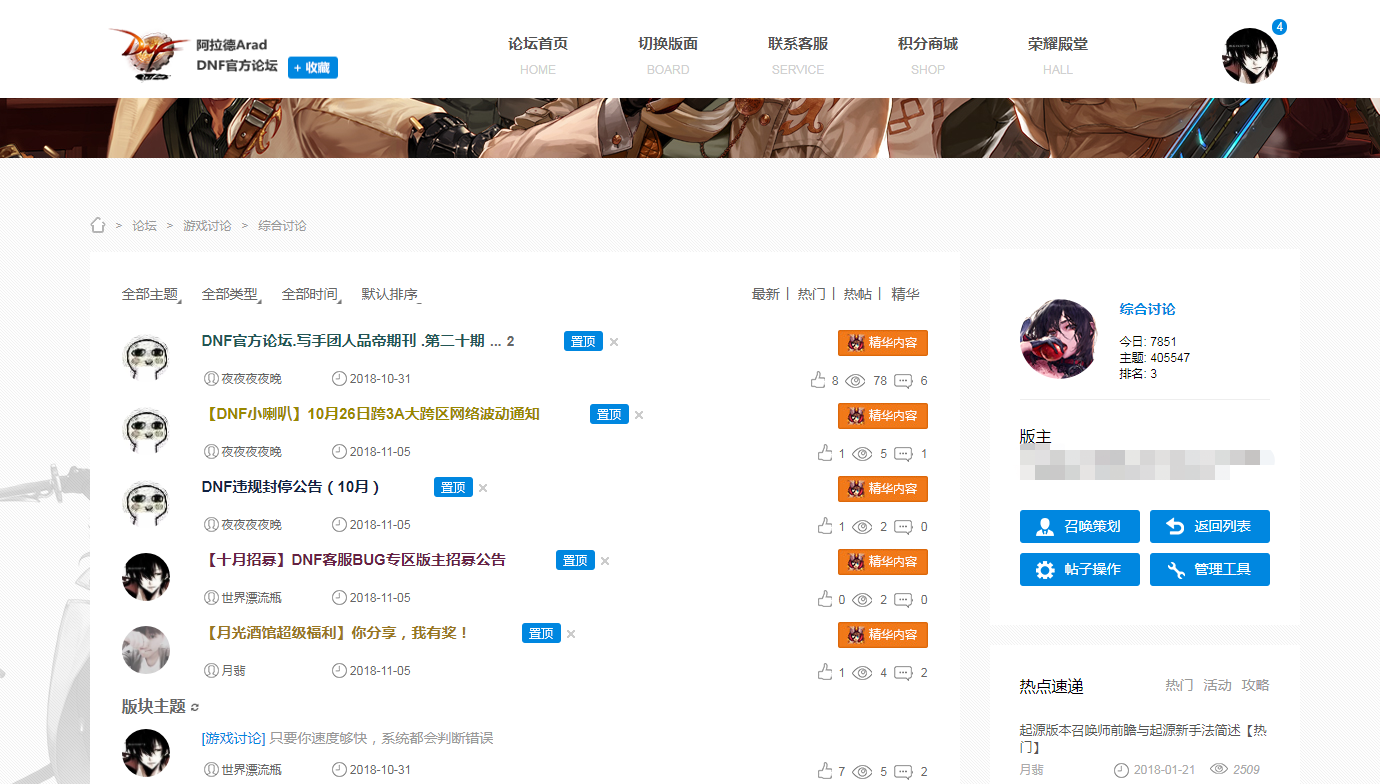 阿拉德Arad
DNF官方论坛
+ 收藏
论坛首页 切换版面 联系客服 积分商城 荣耀殿堂
HOME BOARD SERVICE SHOP HALL
4
> 论坛 > 游戏讨论 > 综合讨论
全部主题 全部类型 全部时间 默认排序 最新 | 热门 | 热帖 | 精华
DNF官方论坛.写手团人品帝期刊 .第二十期 ... 2 置顶 × 精华内容
夜夜夜夜晚 2018-10-31 8 78 6
【DNF小喇叭】10月26日跨3A大跨区网络波动通知 置顶 × 精华内容
夜夜夜夜晚 2018-11-05 1 5 1
DNF违规封停公告（10月） 置顶 × 精华内容
夜夜夜夜晚 2018-11-05 1 2 0
【十月招募】DNF客服BUG专区版主招募公告 置顶 × 精华内容
世界漂流瓶 2018-11-05 0 2 0
【月光酒馆超级福利】你分享，我有奖！ 置顶 × 精华内容
月翡 2018-11-05 1 4 2
版块主题
[游戏讨论] 只要你速度够快，系统都会判断错误
世界漂流瓶 2018-10-31 7 5 2
综合讨论
今日: 7851
主题: 405547
排名: 3
版主
召唤策划 返回列表
帖子操作 管理工具
热点速递 热门 活动 攻略
起源版本召唤师前瞻与起源新手法简述【热
门】
月翡 2018-01-21 2509